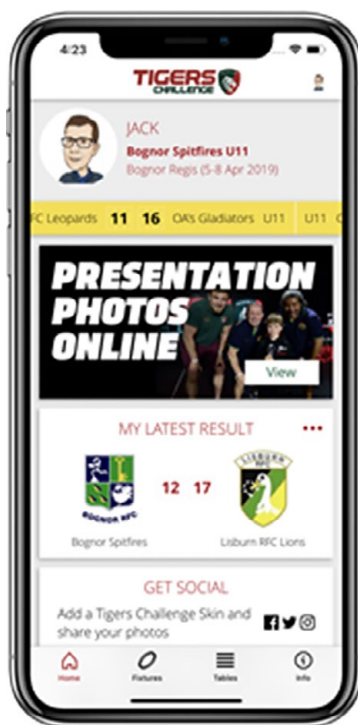 4:23
TIGERS
CHALLENGE
JACK
Bognor Spitfires U11
Bognor Regis (5-8 Apr 2019)
FC Leopards 11 16 OA's Gladiators U11 U11
PRESENTATION
PHOTOS
ONLINE
View
MY LATEST RESULT
LISBURN
RFC
12 17
BOGNOR RFC
Bognor Spitfires Lisburn RFC Lions
GET SOCIAL
Add a Tigers Challenge Skin and
share your photos
Home Fixtures Tables Info